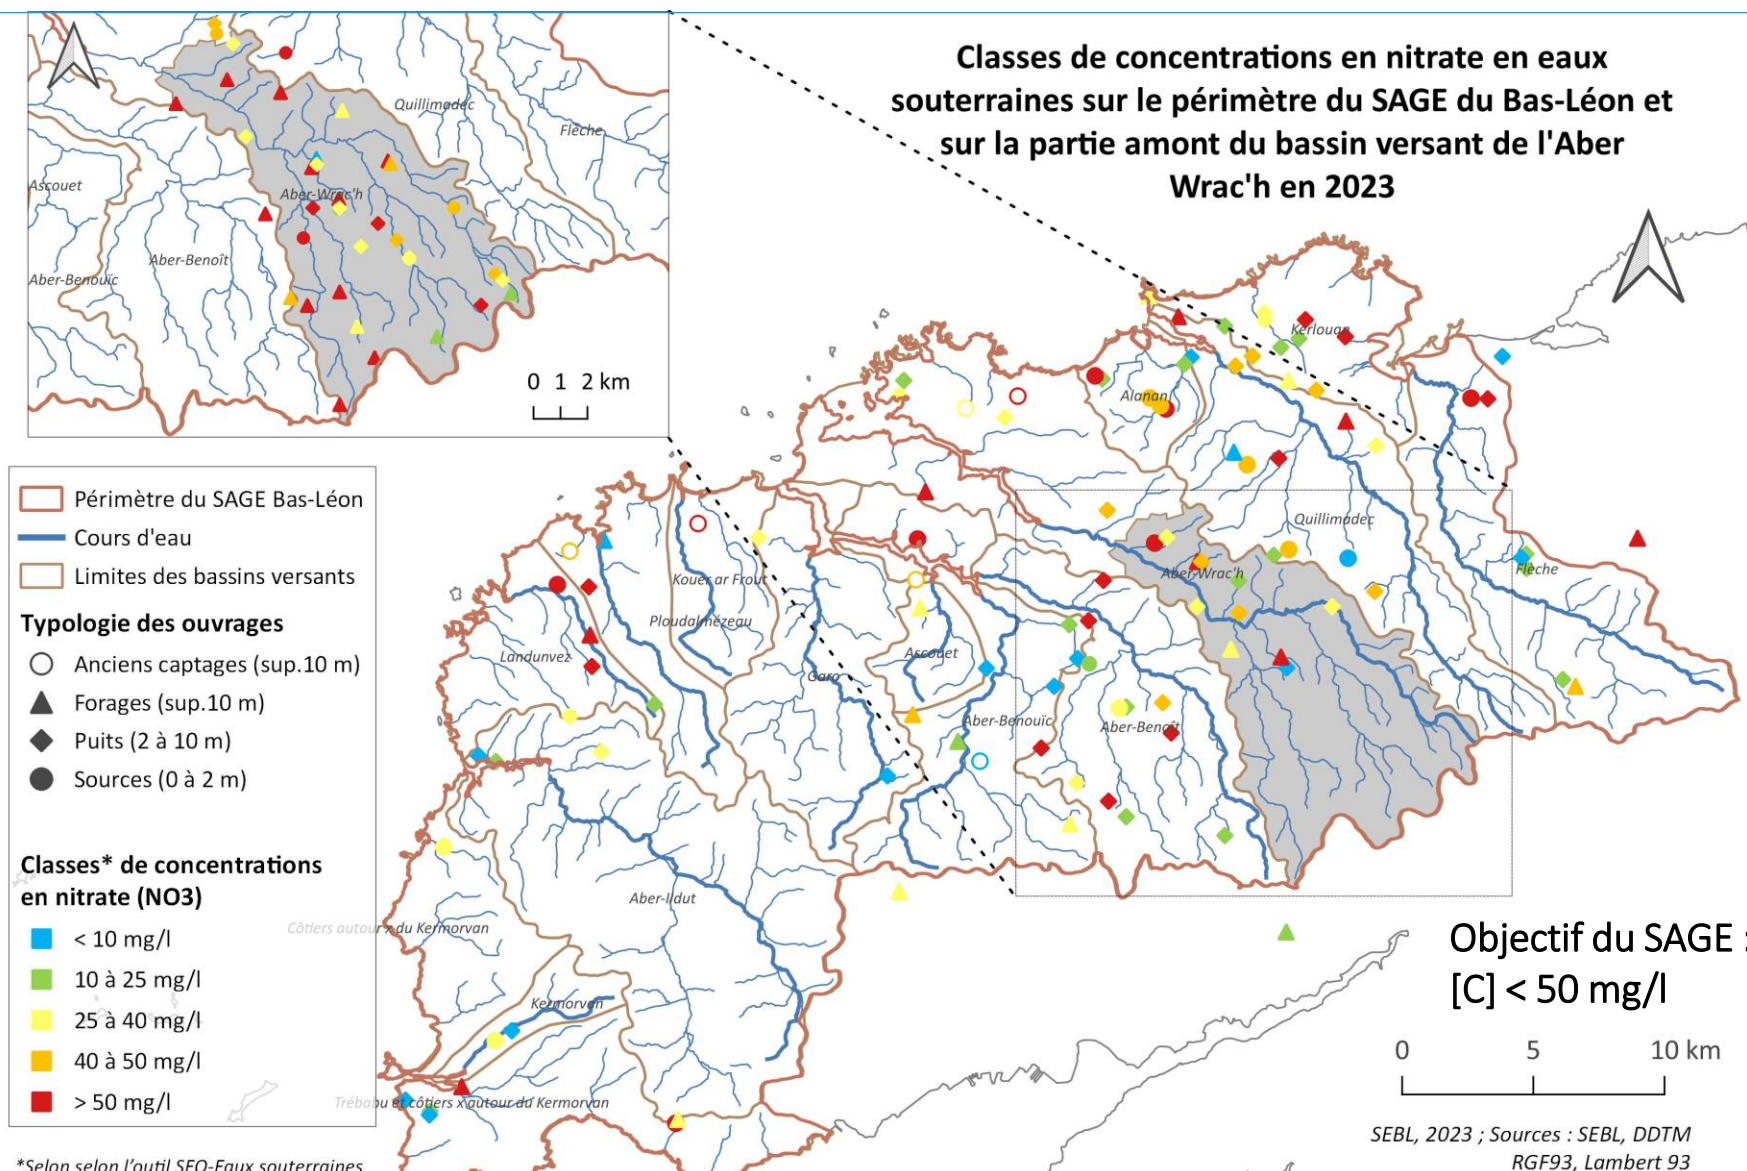 Classes de concentrations en nitrate en eaux
souterraines sur le périmètre du SAGE du Bas-Léon et
sur la partie amont du bassin versant de l'Aber
Wrac'h en 2023
Quillimadec
Flèche
Ascouet
Aber-Wrac'h
Aber-Benoît
Aber-Benouïc
0 1 2 km
Kerlouan
Alanan
Quillimadec
Flèche
Aber-Wrac'h
Kouer ar Frout
Ploudalmézeau
Landunvez
Ascouet
Garo
Aber-Benouïc
Aber-Benoît
Aber-Ildut
Côtiers autour x du Kermorvan
Kermorvan
Trébabu et côtiers x autour du Kermorvan
Périmètre du SAGE Bas-Léon
Cours d'eau
Limites des bassins versants
Typologie des ouvrages
Anciens captages (sup.10 m)
Forages (sup.10 m)
Puits (2 à 10 m)
Sources (0 à 2 m)
Classes* de concentrations
en nitrate (NO3)
< 10 mg/l
10 à 25 mg/l
25 à 40 mg/l
40 à 50 mg/l
> 50 mg/l
*Selon selon l'outil SEQ-Eaux souterraines
Objectif du SAGE :
[C] < 50 mg/l
0 5 10 km
SEBL, 2023 ; Sources : SEBL, DDTM
RGF93, Lambert 93